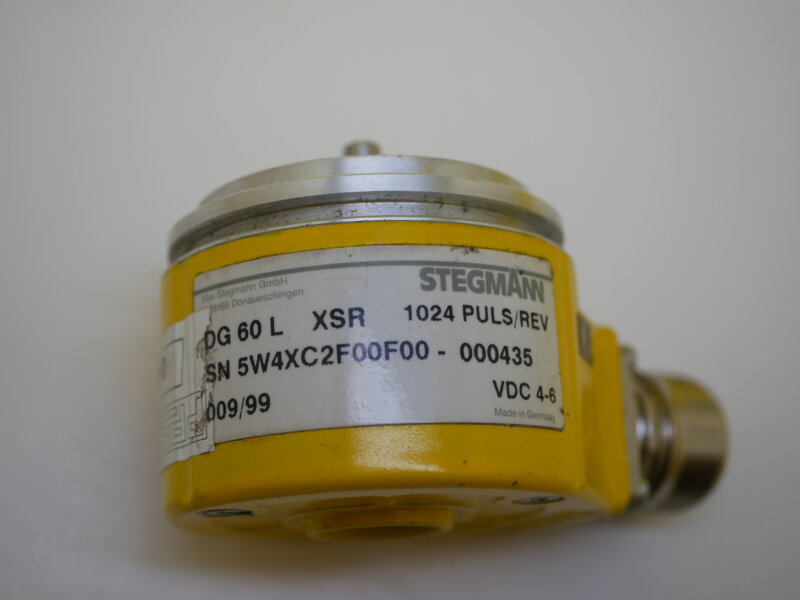 STEGMANN
Max Stegmann GmbH
78166 Donaueschingen
DG 60 L XSR 1024 PULS/REV
SN 5W4XC2F00F00 - 000435
009/99
VDC 4-6
Made in Germany